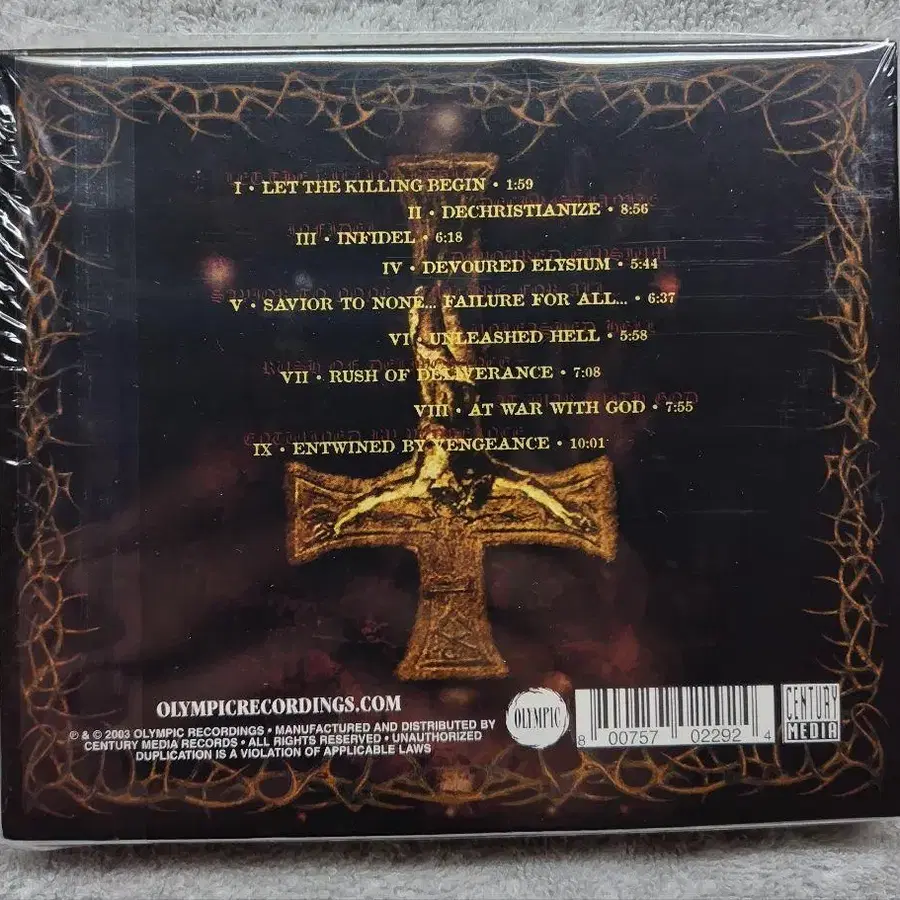 I • LET THE KILLING BEGIN • 1:59
II • DECHRISTIANIZE • 8:56
III • INFIDEL • 6:18
IV • DEVOURED ELYSIUM • 5:44
V • SAVIOR TO NONE... FAILURE FOR ALL... • 6:37
VI • UNLEASHED HELL • 5:58
VII • RUSH OF DELIVERANCE • 7:08
VIII • AT WAR WITH GOD • 7:55
IX • ENTWINED BY VENGEANCE • 10:01
OLYMPICRECORDINGS.COM
℗ & © 2003 OLYMPIC RECORDINGS • MANUFACTURED AND DISTRIBUTED BY
CENTURY MEDIA RECORDS • ALL RIGHTS RESERVED • UNAUTHORIZED
DUPLICATION IS A VIOLATION OF APPLICABLE LAWS
OLYMPIC
8 00757 02292 4
CENTURY
MEDIA